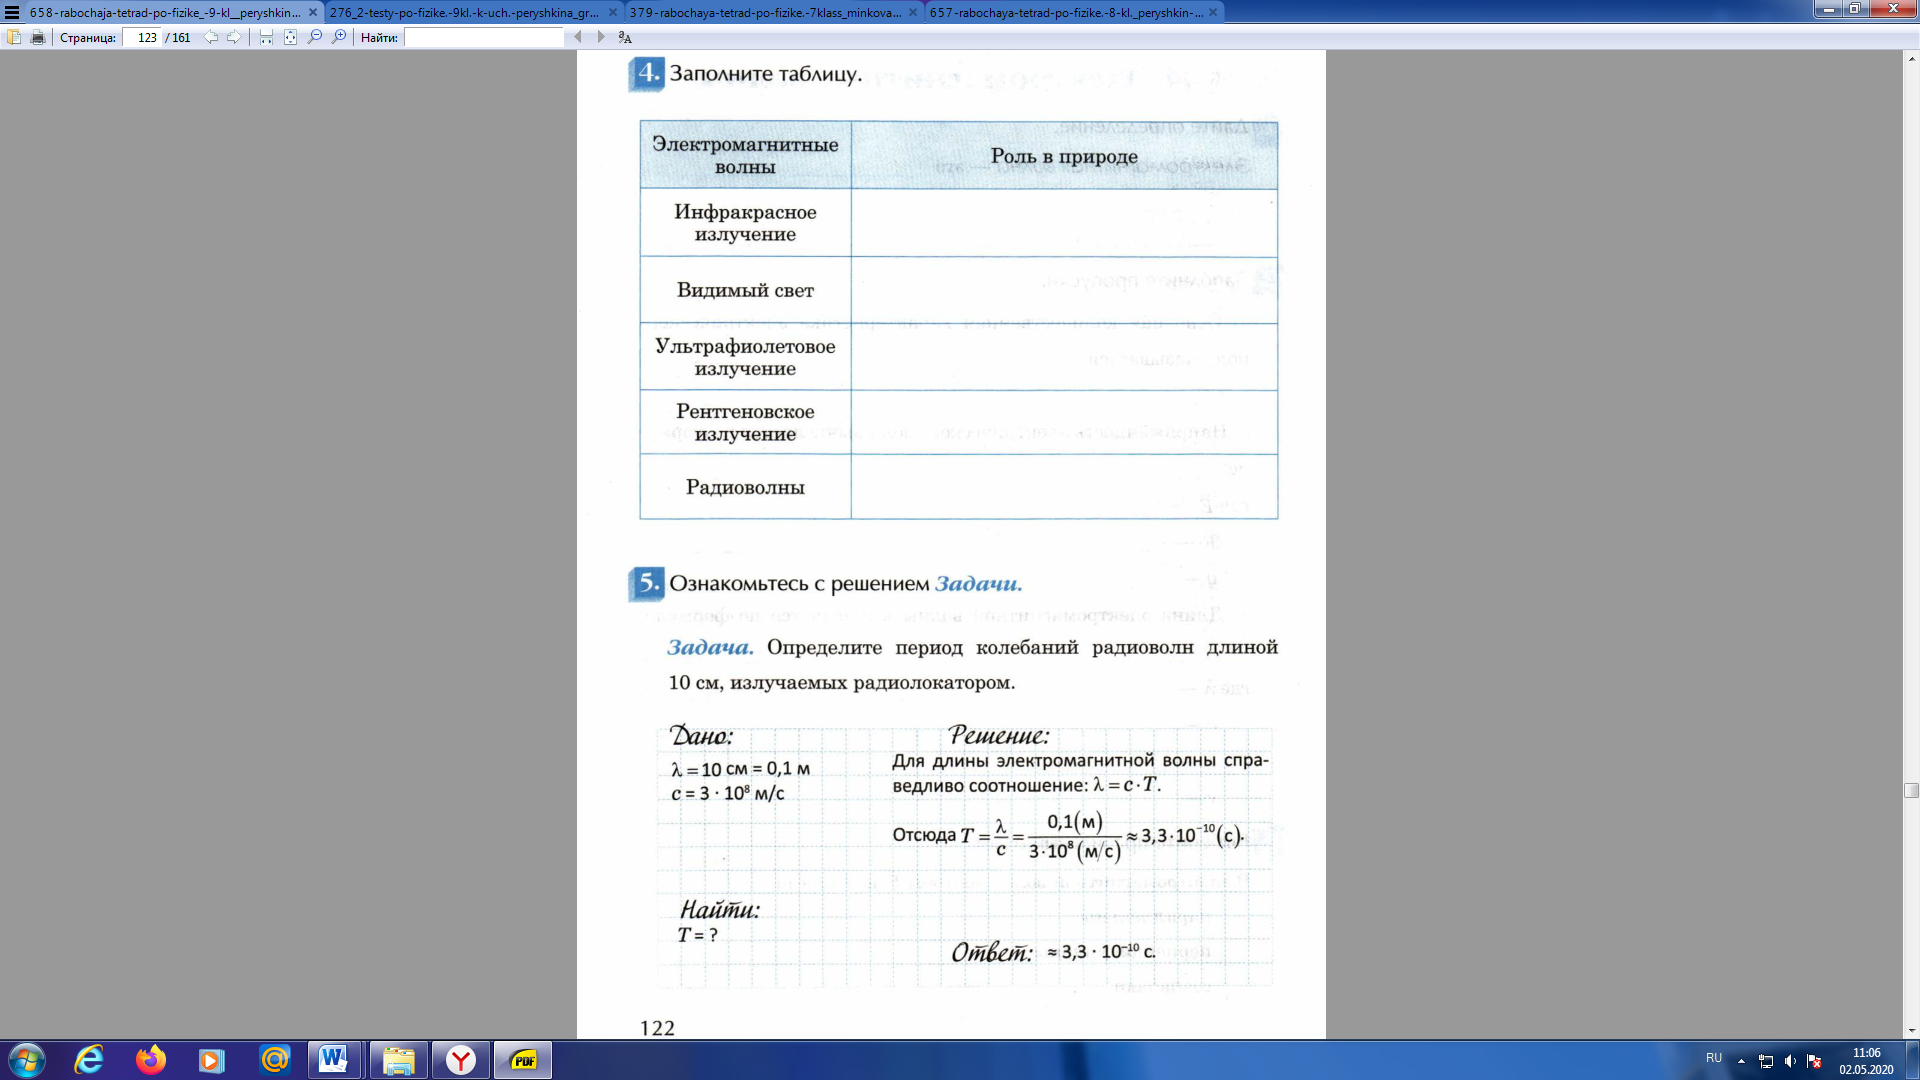 658-rabochaja-tetrad-po-fizike_-9-kl__peryshkin...
276_2-testy-po-fizike.-9kl.-k-uch.-peryshkina_gr...
379-rabochaya-tetrad-po-fizike.-7klass_minkova...
657-rabochaya-tetrad-po-fizike.-8-kl._peryshkin-...
Страница: 123 / 161 Найти:
4. Заполните таблицу.
Электромагнитные
волны
Роль в природе
Инфракрасное
излучение
Видимый свет
Ультрафиолетовое
излучение
Рентгеновское
излучение
Радиоволны
5. Ознакомьтесь с решением Задачи.
Задача. Определите период колебаний радиоволн длиной
10 см, излучаемых радиолокатором.
Дано:
λ = 10 см = 0,1 м
c = 3 · 10⁸ м/с
Найти:
T = ?
Решение:
Для длины электромагнитной волны спра-
ведливо соотношение: λ = c · T.
Отсюда T = λ/c = 0,1(м)/3·10⁸(м/с) ≈ 3,3·10⁻¹⁰(с).
Ответ: ≈ 3,3 · 10⁻¹⁰ с.
122
PDF
RU
11:06
02.05.2020